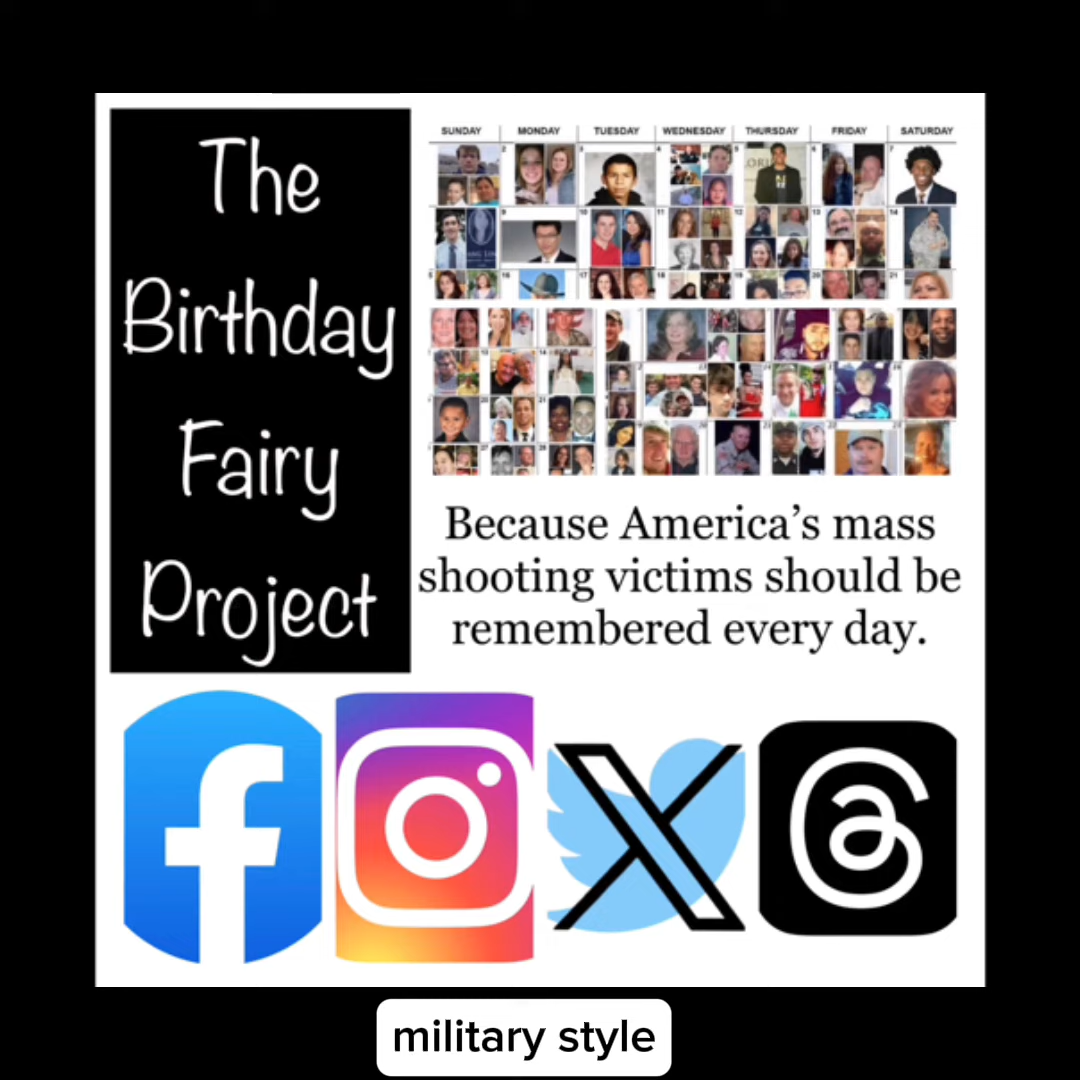 The
Birthday
Fairy
Project
SUNDAY MONDAY TUESDAY WEDNESDAY THURSDAY FRIDAY SATURDAY
Because America’s mass
shooting victims should be
remembered every day.
military style